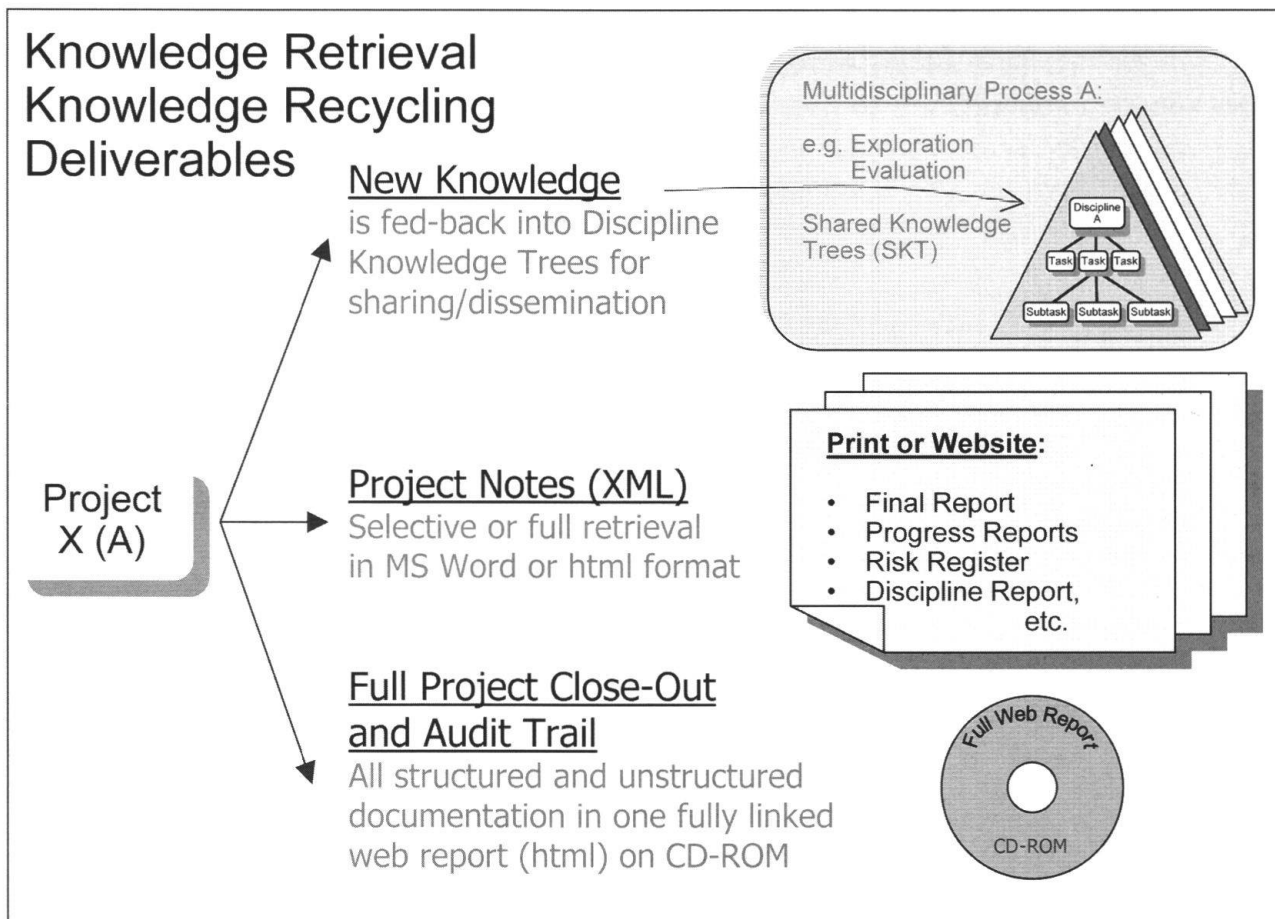 Knowledge Retrieval
Knowledge Recycling
Deliverables
New Knowledge
is fed-back into Discipline
Knowledge Trees for
sharing/dissemination
Multidisciplinary Process A:
e.g. Exploration
Evaluation
Shared Knowledge
Trees (SKT)
Discipline
A
Task Task Task
Subtask Subtask Subtask
Project
X (A)
Project Notes (XML)
Selective or full retrieval
in MS Word or html format
Print or Website:
• Final Report
• Progress Reports
• Risk Register
• Discipline Report,
etc.
Full Project Close-Out
and Audit Trail
All structured and unstructured
documentation in one fully linked
web report (html) on CD-ROM
Full Web Report
CD-ROM